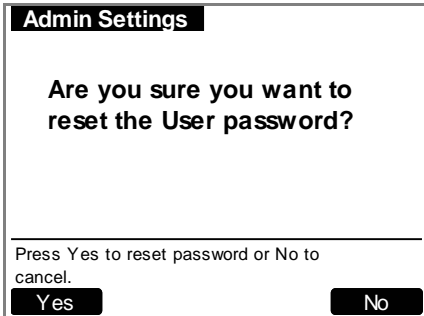 Admin Settings
Are you sure you want to
reset the User password?
Press Yes to reset password or No to
cancel.
Yes No